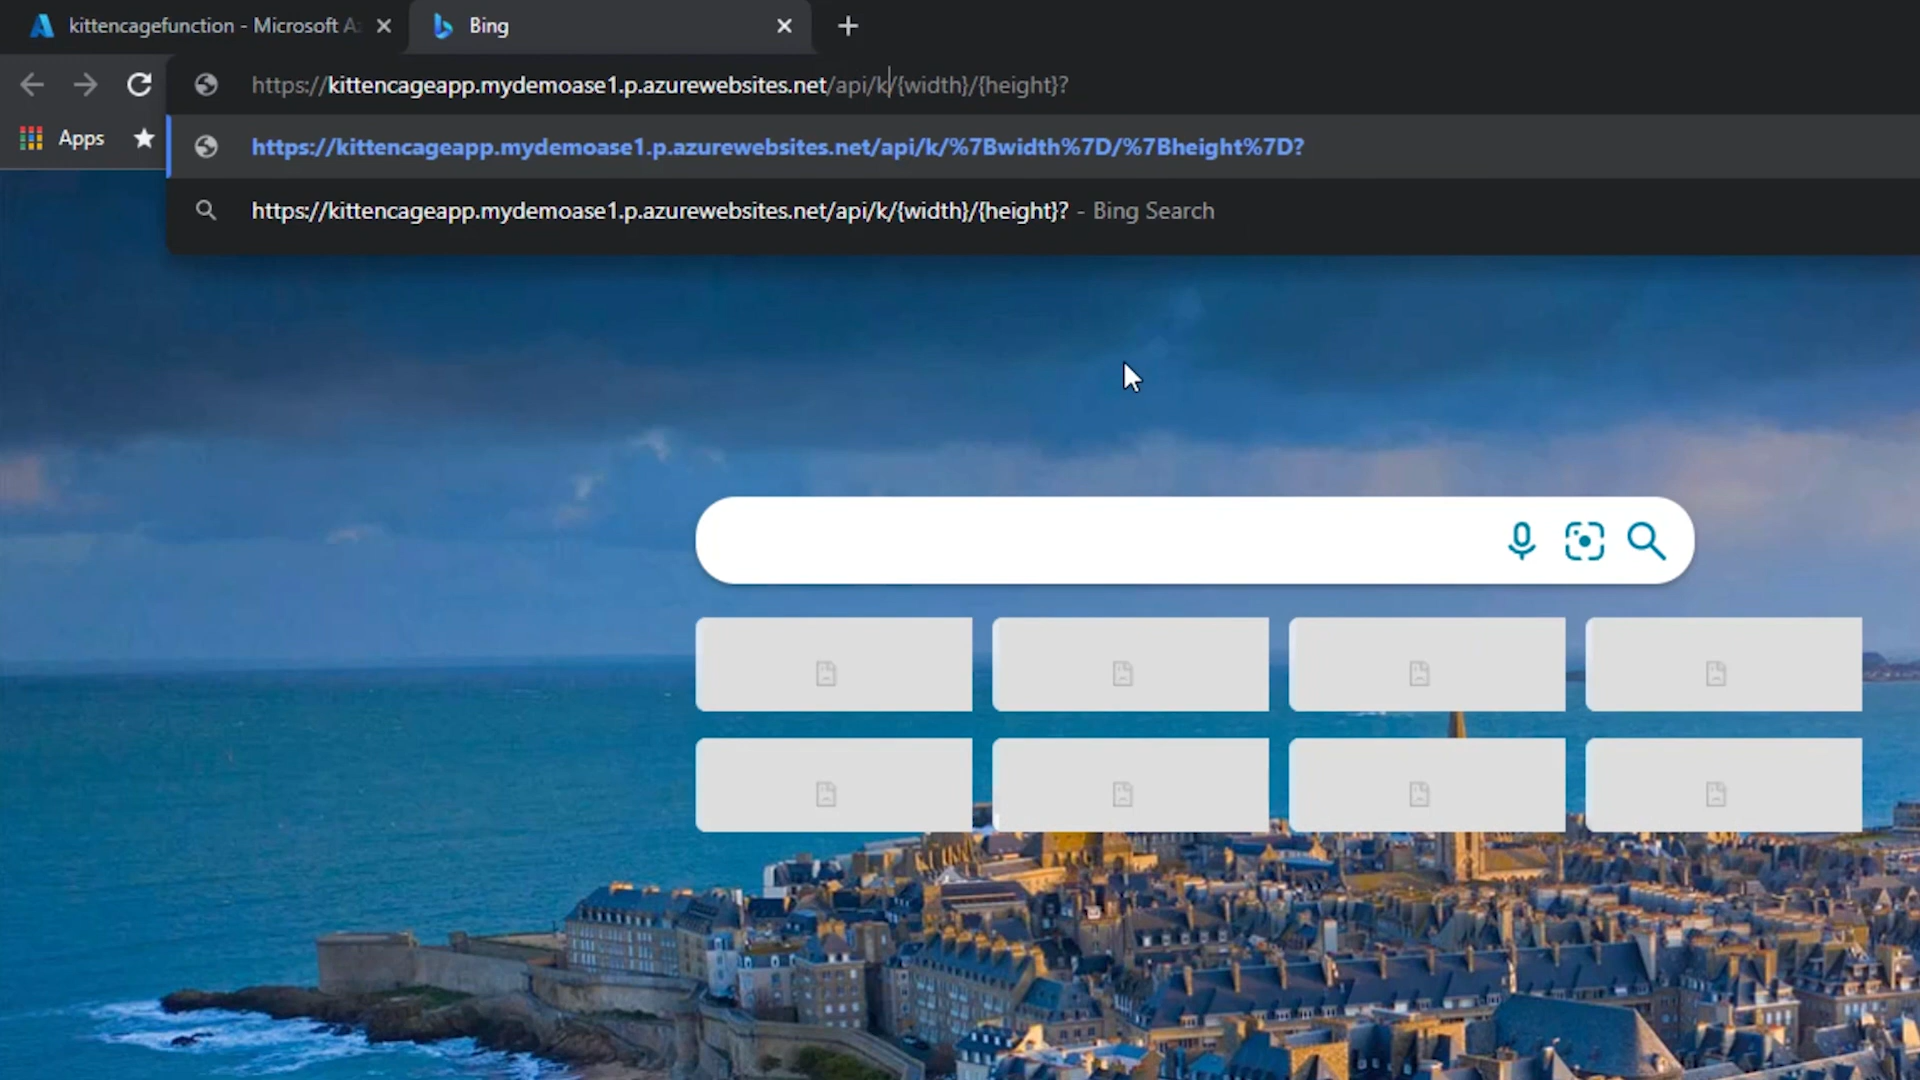 kittencagefunction - Microsoft Az
Bing
https://kittencageapp.mydemoase1.p.azurewebsites.net/api/k/{width}/{height}?
Apps
https://kittencageapp.mydemoase1.p.azurewebsites.net/api/k/%7Bwidth%7D/%7Bheight%7D?
https://kittencageapp.mydemoase1.p.azurewebsites.net/api/k/{width}/{height}? - Bing Search